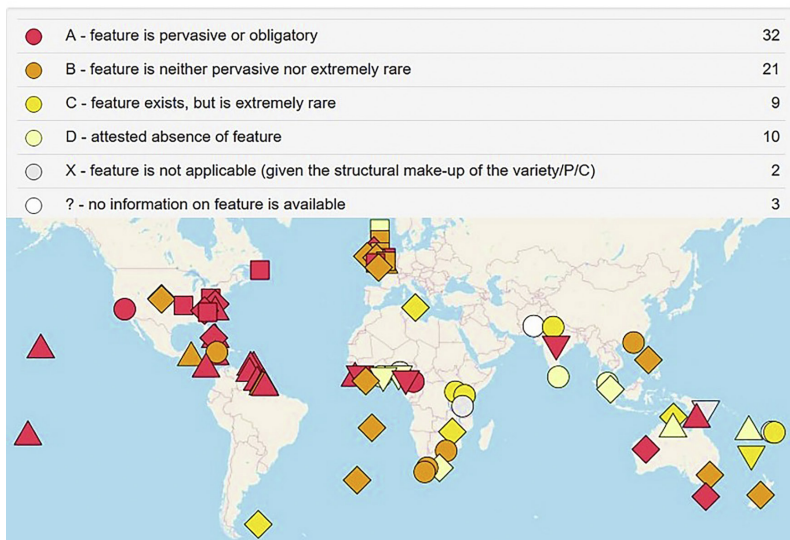 A - feature is pervasive or obligatory 32
B - feature is neither pervasive nor extremely rare 21
C - feature exists, but is extremely rare 9
D - attested absence of feature 10
X - feature is not applicable (given the structural make-up of the variety/P/C) 2
? - no information on feature is available 3